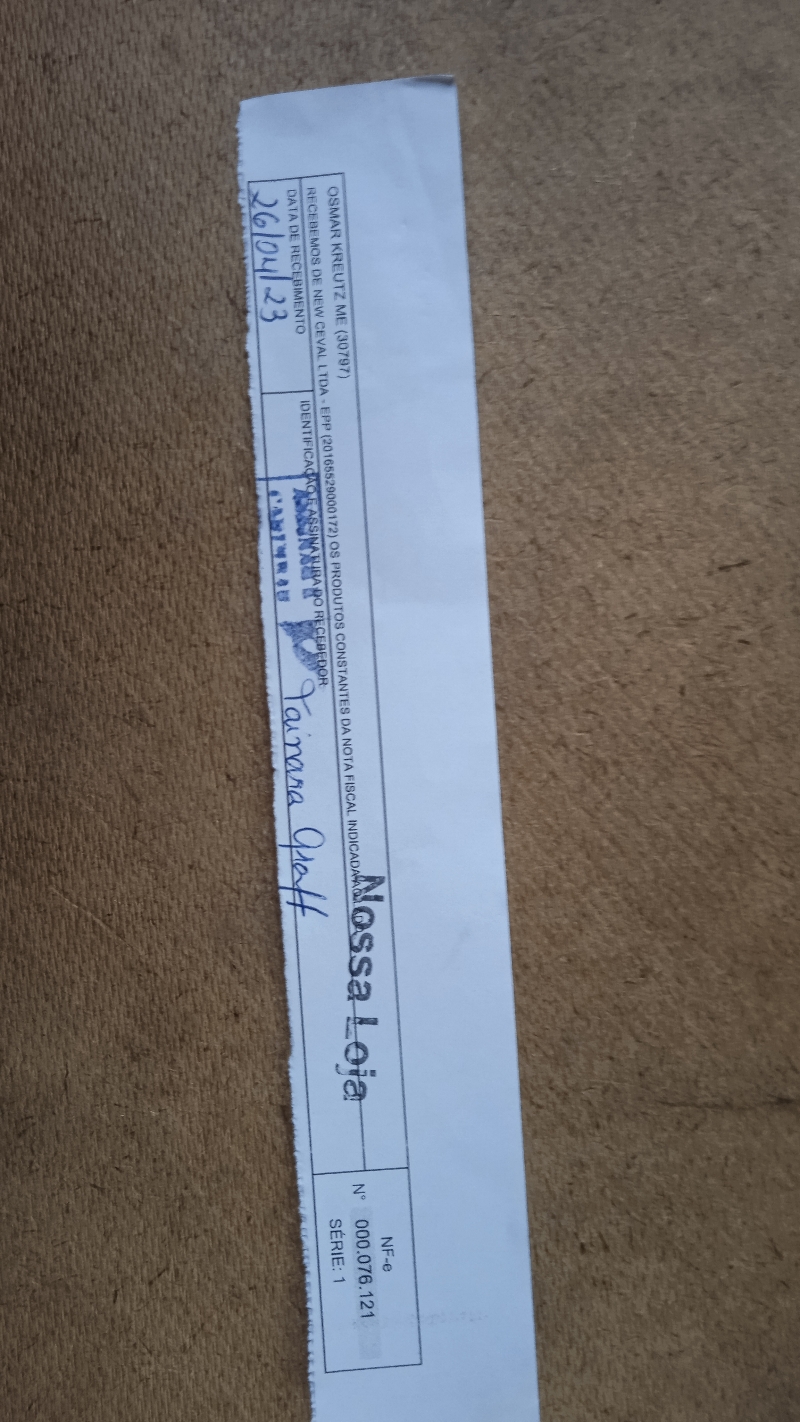 OSMAR KREUTZ ME (30797)
RECEBEMOS DE NEW CEVAL LTDA - EPP (20165529000172) OS PRODUTOS CONSTANTES DA NOTA FISCAL INDICADA
Nossa Loja
DATA DE RECEBIMENTO
26/04/23
IDENTIFICAÇÃO E ASSINATURA DO RECEBEDOR
Tainara Graff
NF-e
N° 000.076.121
SÉRIE: 1